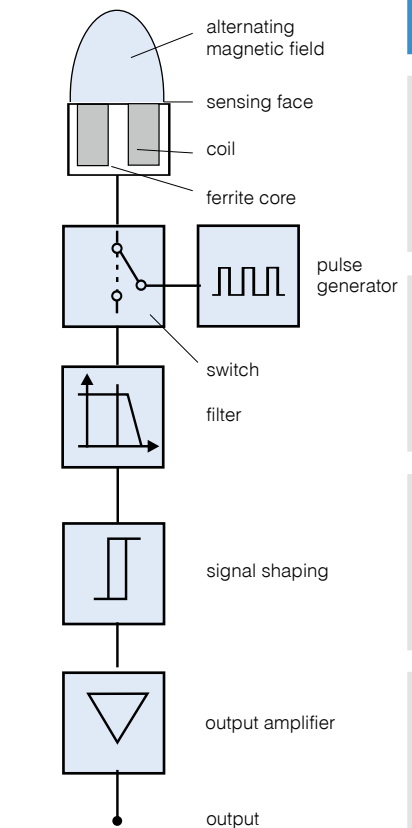 alternating
magnetic field
sensing face
coil
ferrite core
pulse
generator
switch
filter
signal shaping
output amplifier
output